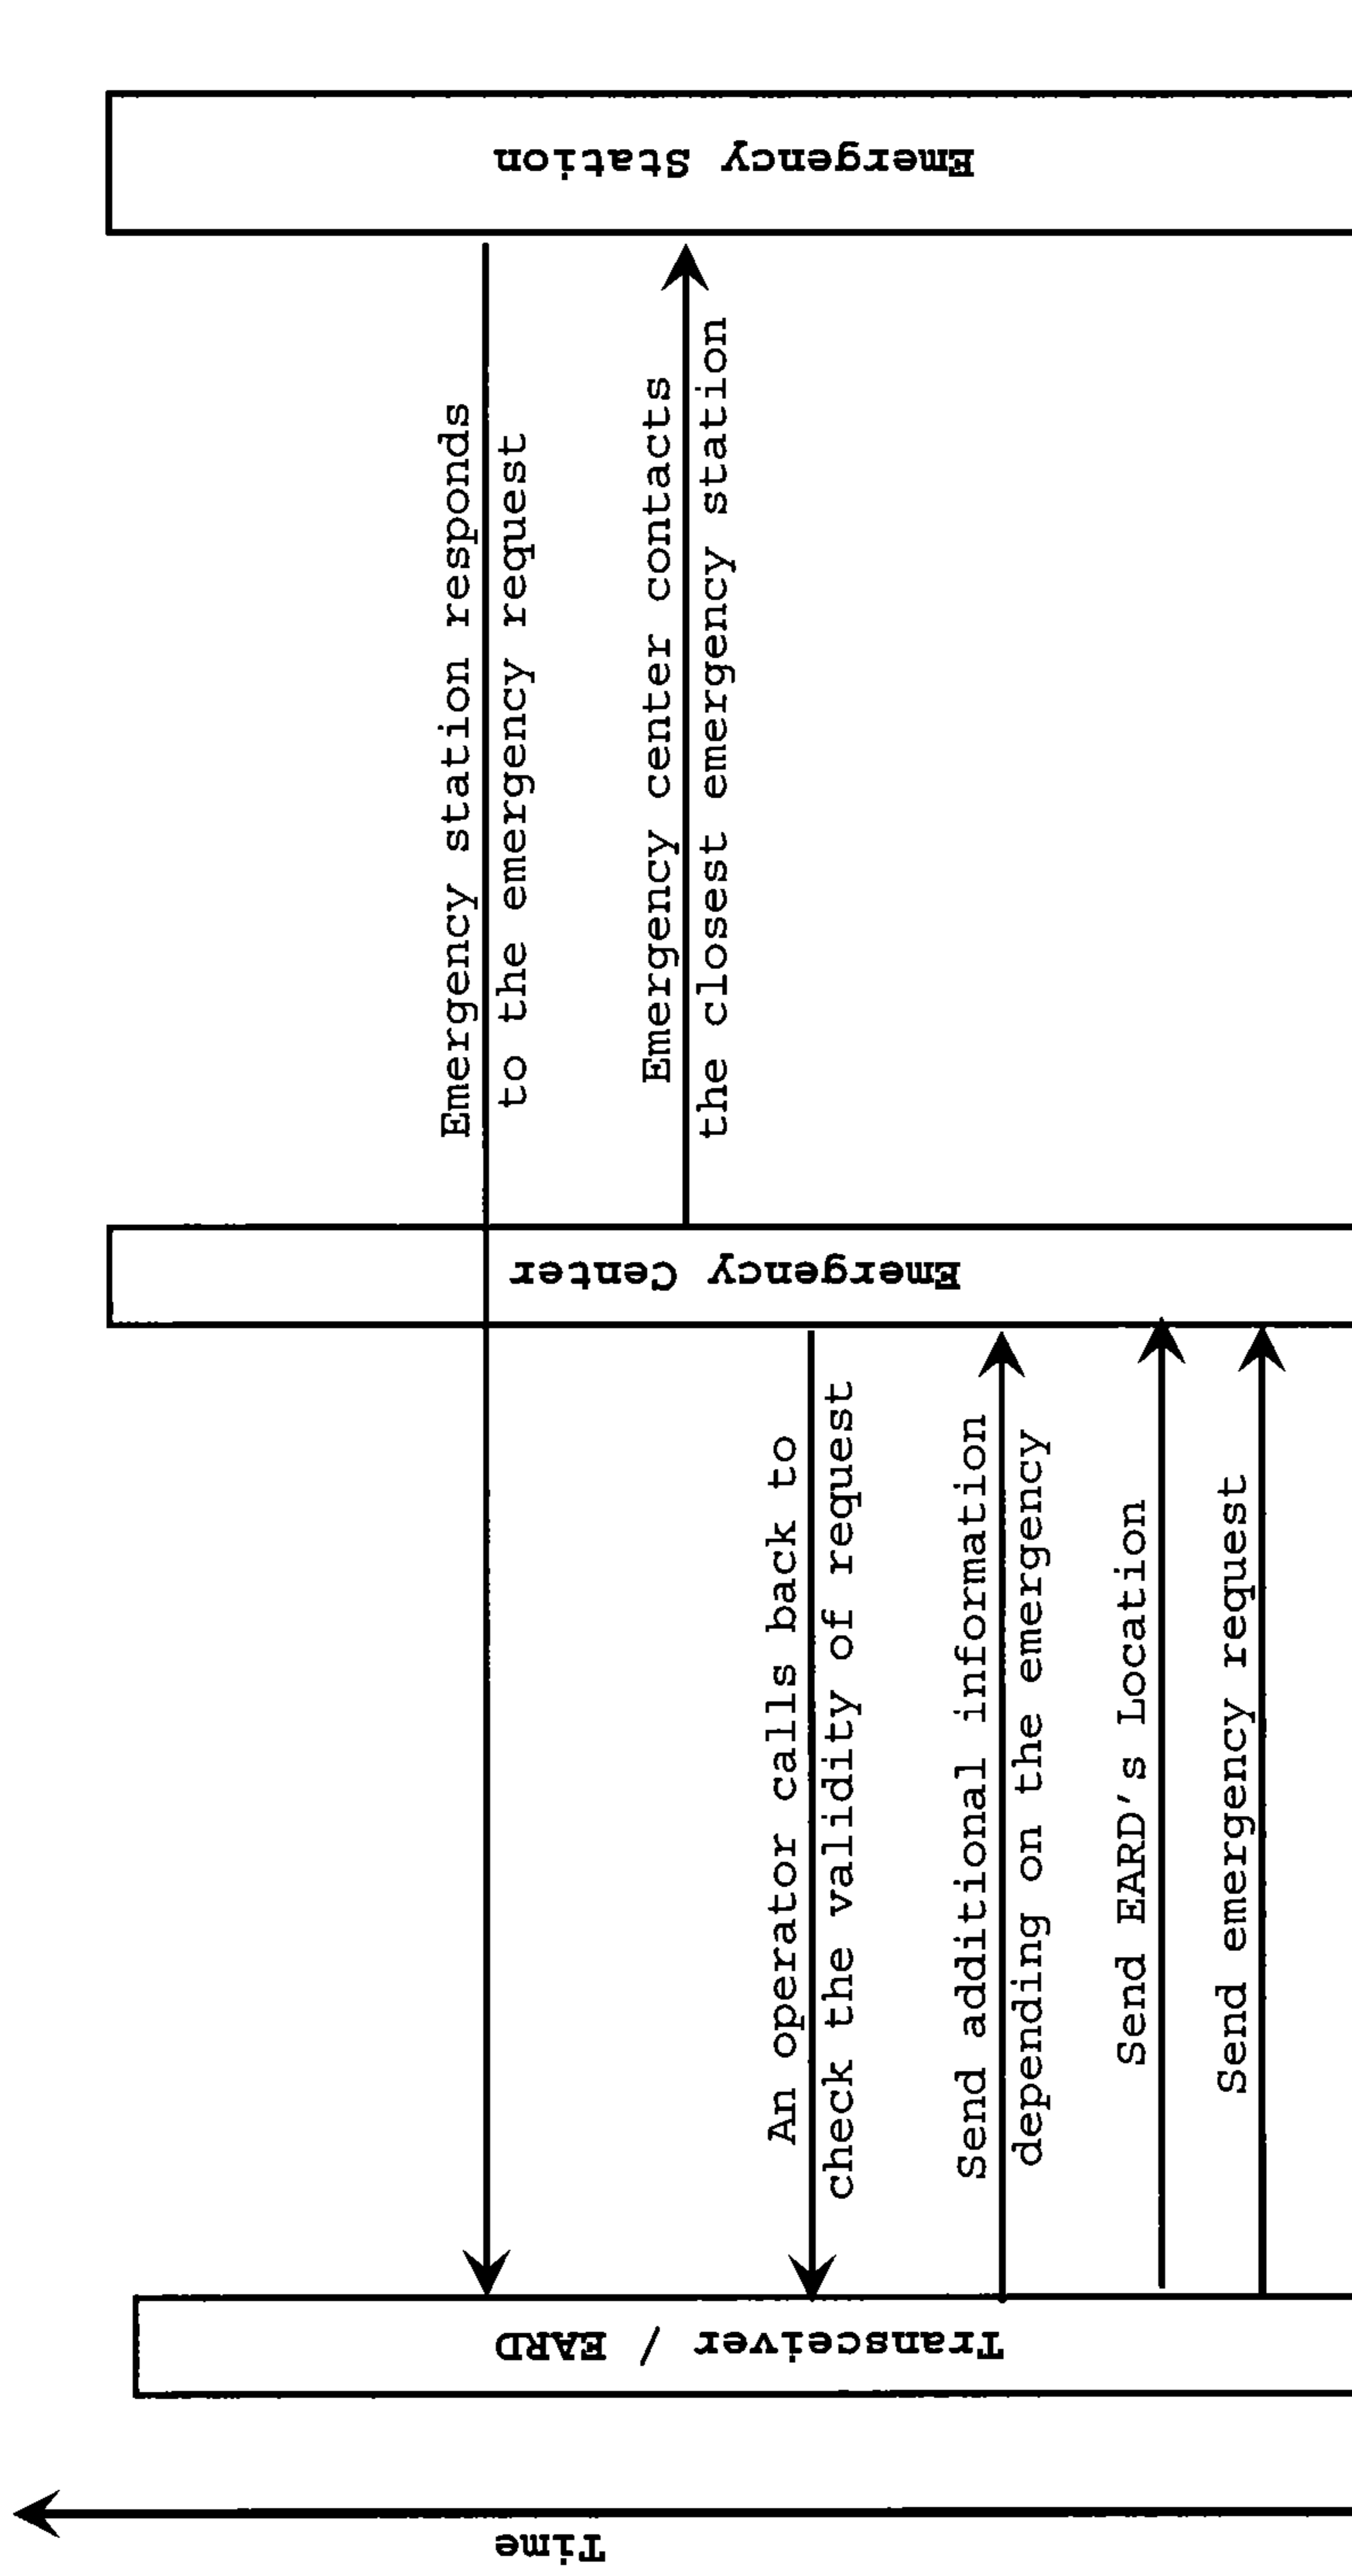 Emergency Station
Emergency station responds
to the emergency request
Emergency center contacts
the closest emergency station
Emergency Center
An operator calls back to
check the validity of request
Send additional information
depending on the emergency
Send EARD's Location
Send emergency request
Transceiver / EARD
Time